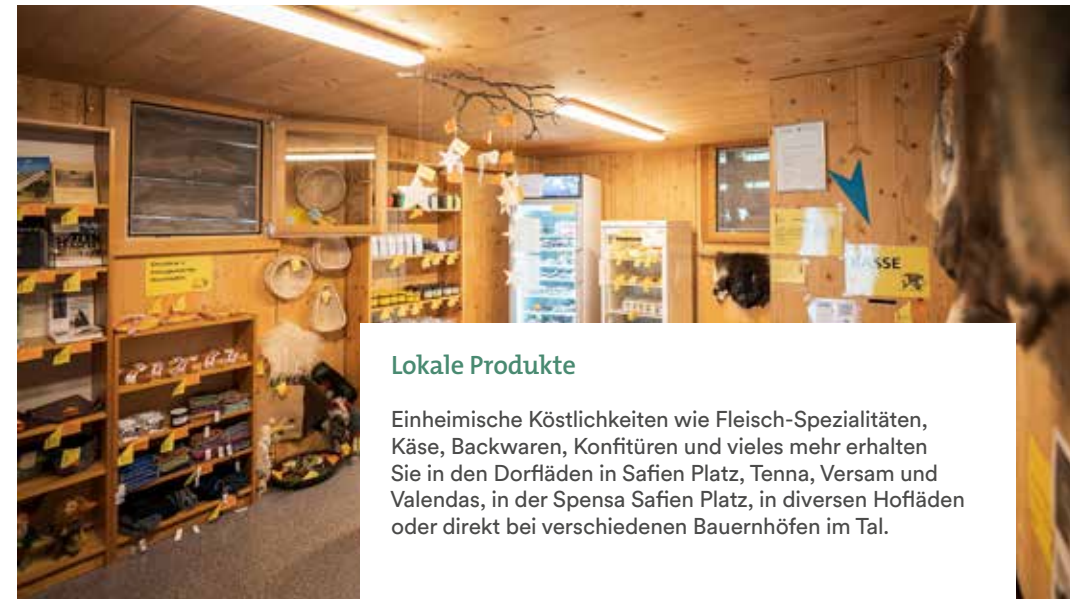 KASSE
Lokale Produkte
Einheimische Köstlichkeiten wie Fleisch-Spezialitäten,
Käse, Backwaren, Konfitüren und vieles mehr erhalten
Sie in den Dorfläden in Safien Platz, Tenna, Versam und
Valendas, in der Spensa Safien Platz, in diversen Hofläden
oder direkt bei verschiedenen Bauernhöfen im Tal.